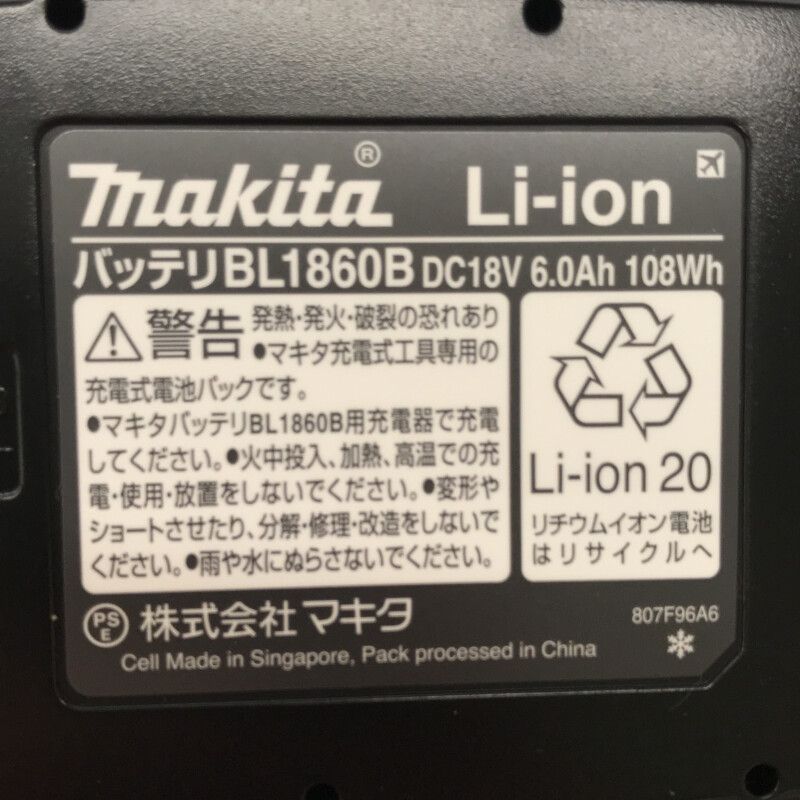 makita® Li-ion
バッテリBL1860B DC18V 6.0Ah 108Wh
警告 発熱・発火・破裂の恐れあり
●マキタ充電式工具専用の
充電式電池パックです。
●マキタバッテリBL1860B用充電器で充電
してください。●火中投入、加熱、高温での充
電・使用・放置をしないでください。●変形や
ショートさせたり、分解・修理・改造をしないで
ください。●雨や水にぬらさないでください。
Li-ion 20
リチウムイオン電池
はリサイクルへ
PS
E
株式会社マキタ
807F96A6
Cell Made in Singapore, Pack processed in China